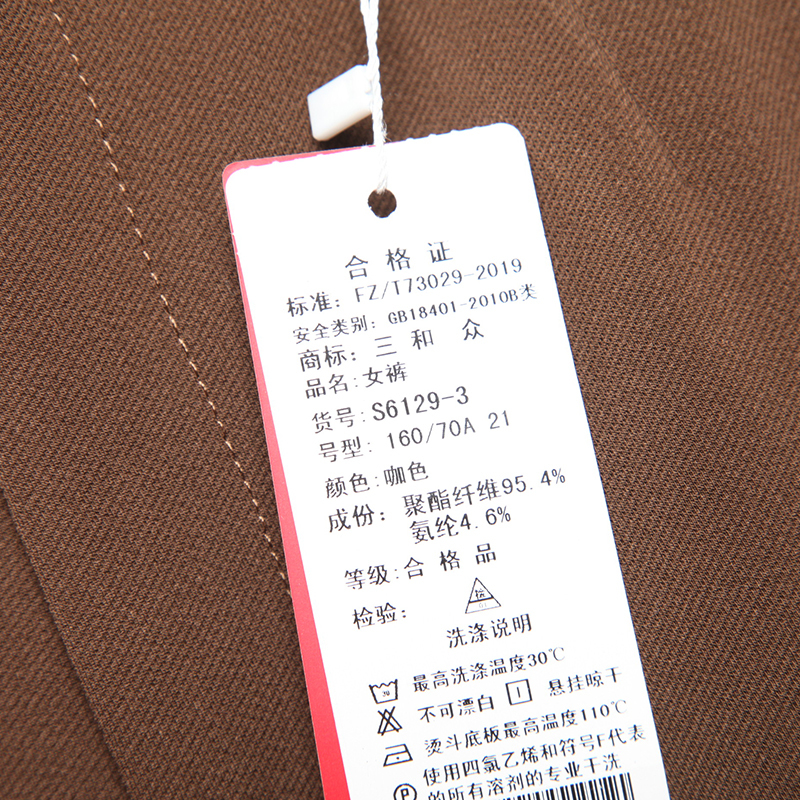 合格证
标准：FZ/T73029-2019
安全类别：GB18401-2010B类
商标：三和众
品名:女裤
货号:S6129-3
号型:160/70A 21
颜色:咖色
成份：聚酯纤维95.4%
氨纶4.6%
等级:合格品
检验：
洗涤说明
最高洗涤温度30℃
不可漂白 悬挂晾干
熨斗底板最高温度110℃
使用四氯乙烯和符号F代表
的所有溶剂的专业干洗